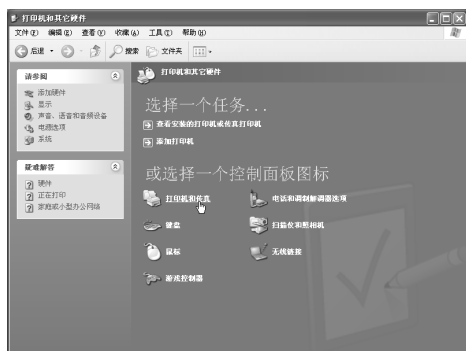 打印机和其它硬件
文件(F) 编辑(E) 查看(V) 收藏(A) 工具(T) 帮助(H)
后退 搜索 文件夹
请参阅
添加硬件
显示
声音、语音和音频设备
电源选项
系统
疑难解答
硬件
正在打印
家庭或小型办公网络
打印机和其它硬件
选择一个任务...
查看安装的打印机或传真打印机
添加打印机
或选择一个控制面板图标
打印机和传真 电话和调制解调器选项
键盘 扫描仪和照相机
鼠标 无线链接
游戏控制器